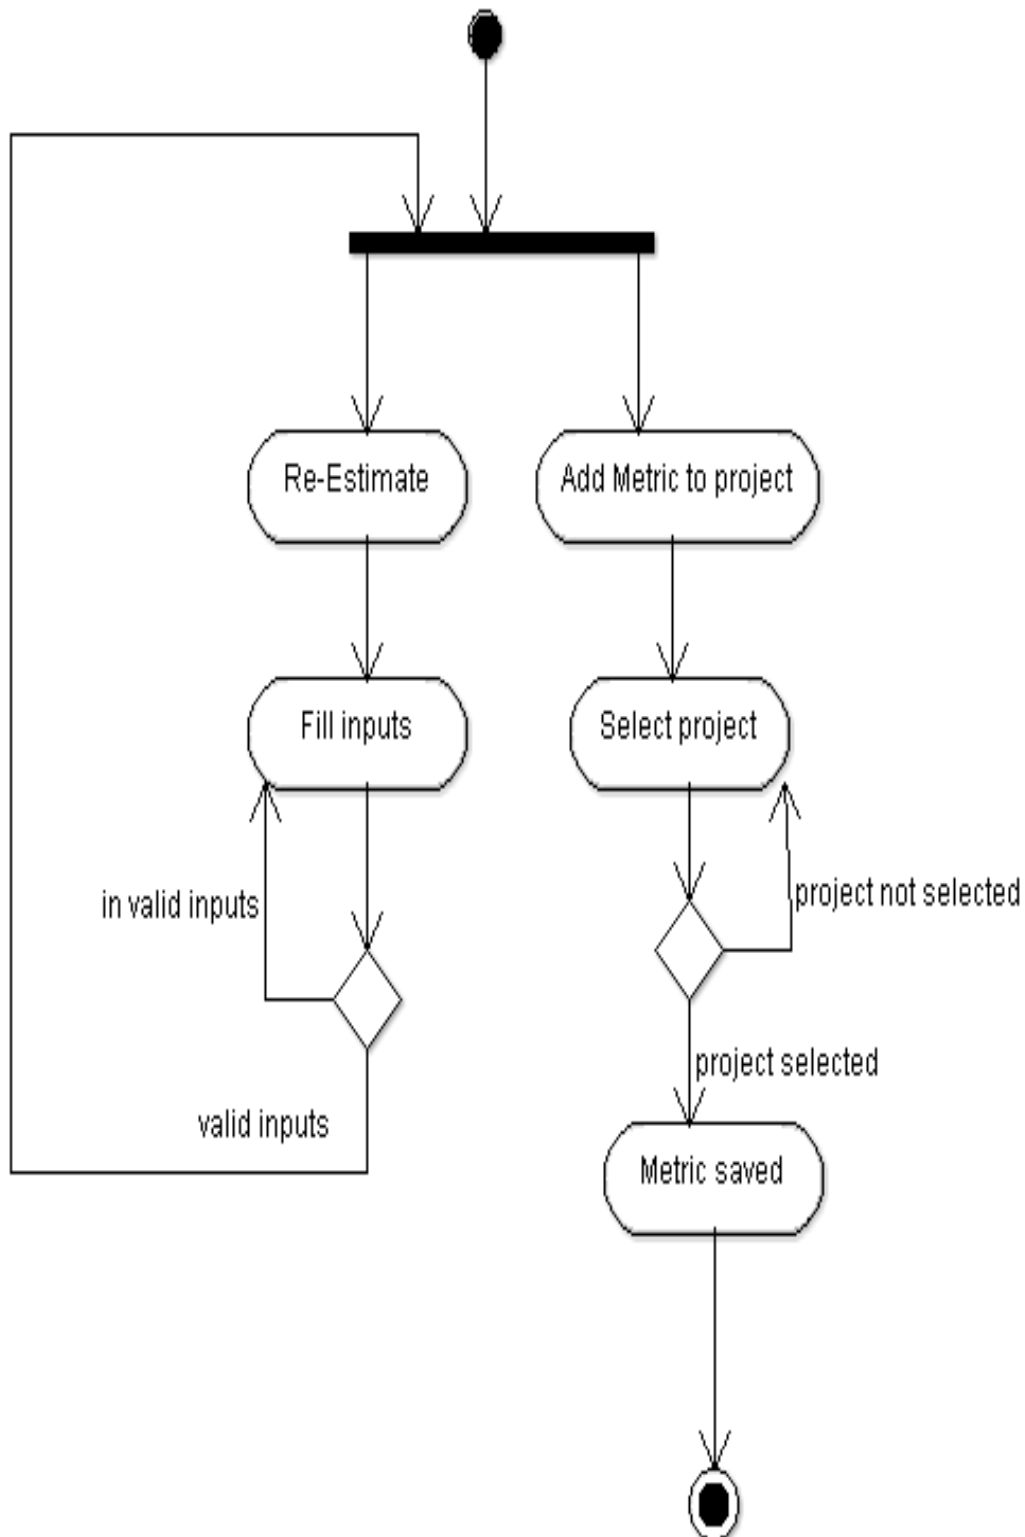 Re-Estimate
Add Metric to project
Fill inputs
Select project
in valid inputs
project not selected
project selected
valid inputs
Metric saved